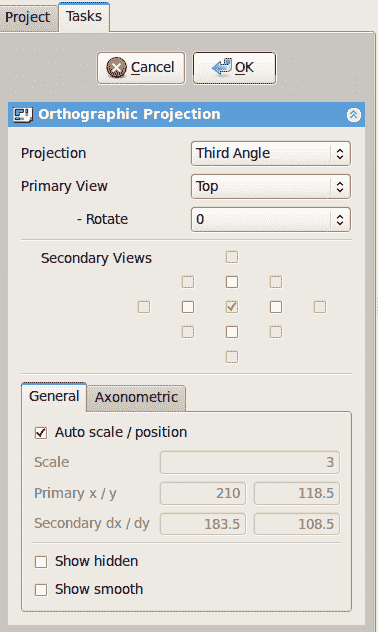 Project Tasks
Cancel OK
Orthographic Projection
Projection Third Angle
Primary View Top
- Rotate 0
Secondary Views
General Axonometric
Auto scale / position
Scale 3
Primary x / y 210 118.5
Secondary dx / dy 183.5 108.5
Show hidden
Show smooth